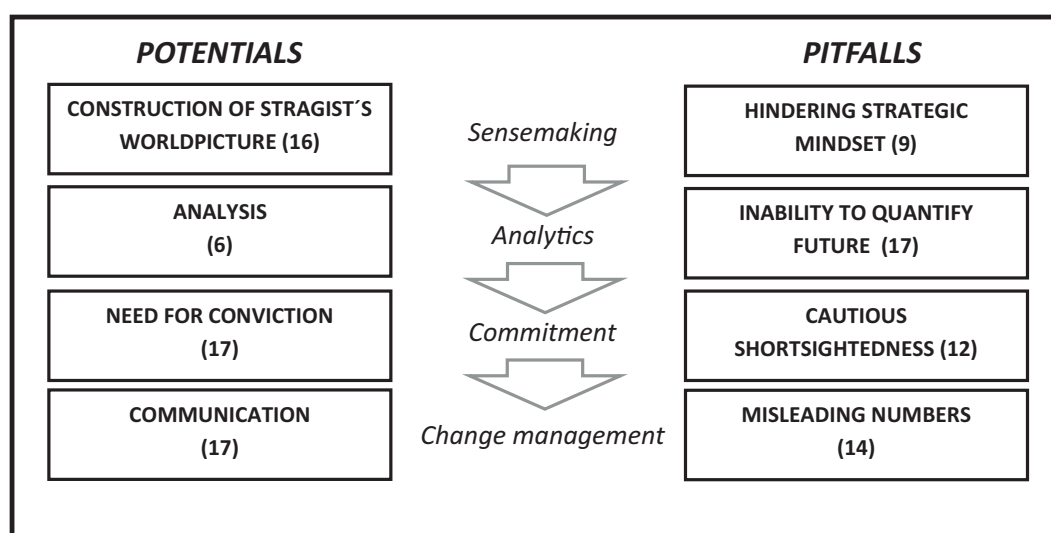 POTENTIALS
CONSTRUCTION OF STRAGIST´S
WORLDPICTURE (16)
ANALYSIS
(6)
NEED FOR CONVICTION
(17)
COMMUNICATION
(17)
Sensemaking
Analytics
Commitment
Change management
PITFALLS
HINDERING STRATEGIC
MINDSET (9)
INABILITY TO QUANTIFY
FUTURE (17)
CAUTIOUS
SHORTSIGHTEDNESS (12)
MISLEADING NUMBERS
(14)